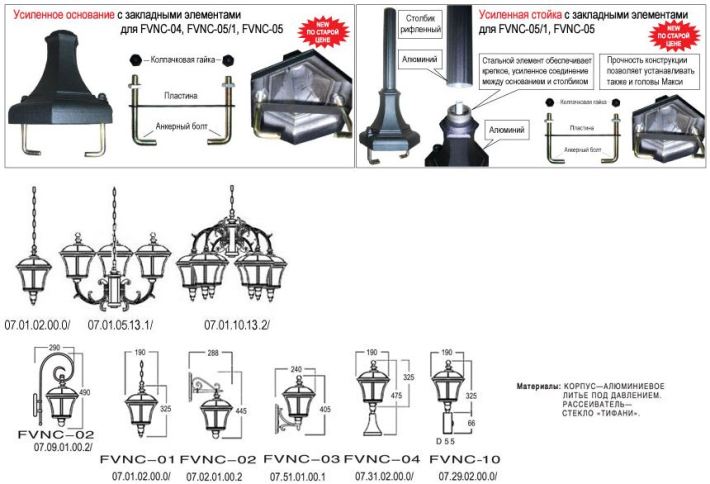 Усиленное основание с закладными элементами
для FVNC-04, FVNC-05/1, FVNC-05
NEW
ПО СТАРОЙ
ЦЕНЕ
Колпачковая гайка
Пластина
Анкерный болт
Столбик
рифленный
Алюминий
Усиленная стойка с закладными элементами
для FVNC-05/1, FVNC-05
NEW
ПО СТАРОЙ
ЦЕНЕ
Стальной элемент обеспечивает
крепкое, усиленное соединение
между основанием и столбиком
Прочность конструкции
позволяет устанавливать
также и головы Макси
Алюминий
Колпачковая гайка
Пластина
Анкерный болт
07.01.02.00.0/
07.01.05.13.1/
07.01.10.13.2/
290
490
FVNC-02
07.09.01.00.2/
190
325
FVNC-01
07.01.02.00.0/
288
445
FVNC-02
07.02.01.00.2
240
405
FVNC-03
07.51.01.00.1
190
325
475
FVNC-04
07.31.02.00.0/
190
325
66
D 55
FVNC-10
07.29.02.00.0/
Материалы: КОРПУС—АЛЮМИНИЕВОЕ
ЛИТЬЕ ПОД ДАВЛЕНИЕМ.
РАССЕИВАТЕЛЬ—
СТЕКЛО «ТИФАНИ».